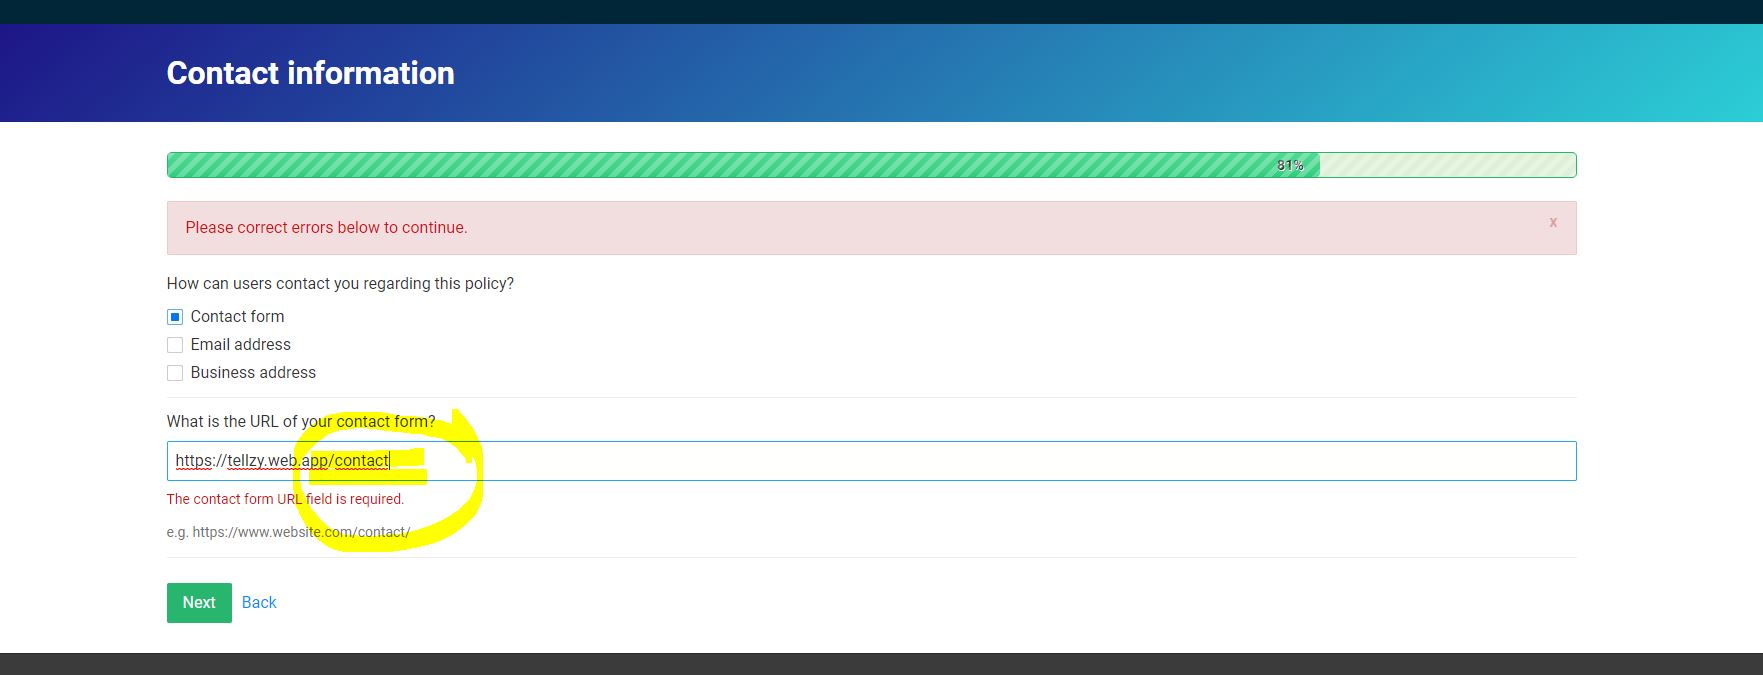 Contact information
81%
Please correct errors below to continue.
x
How can users contact you regarding this policy?
Contact form
Email address
Business address
What is the URL of your contact form?
https://tellzy.web.app/contact
The contact form URL field is required.
e.g. https://www.website.com/contact/
Next Back